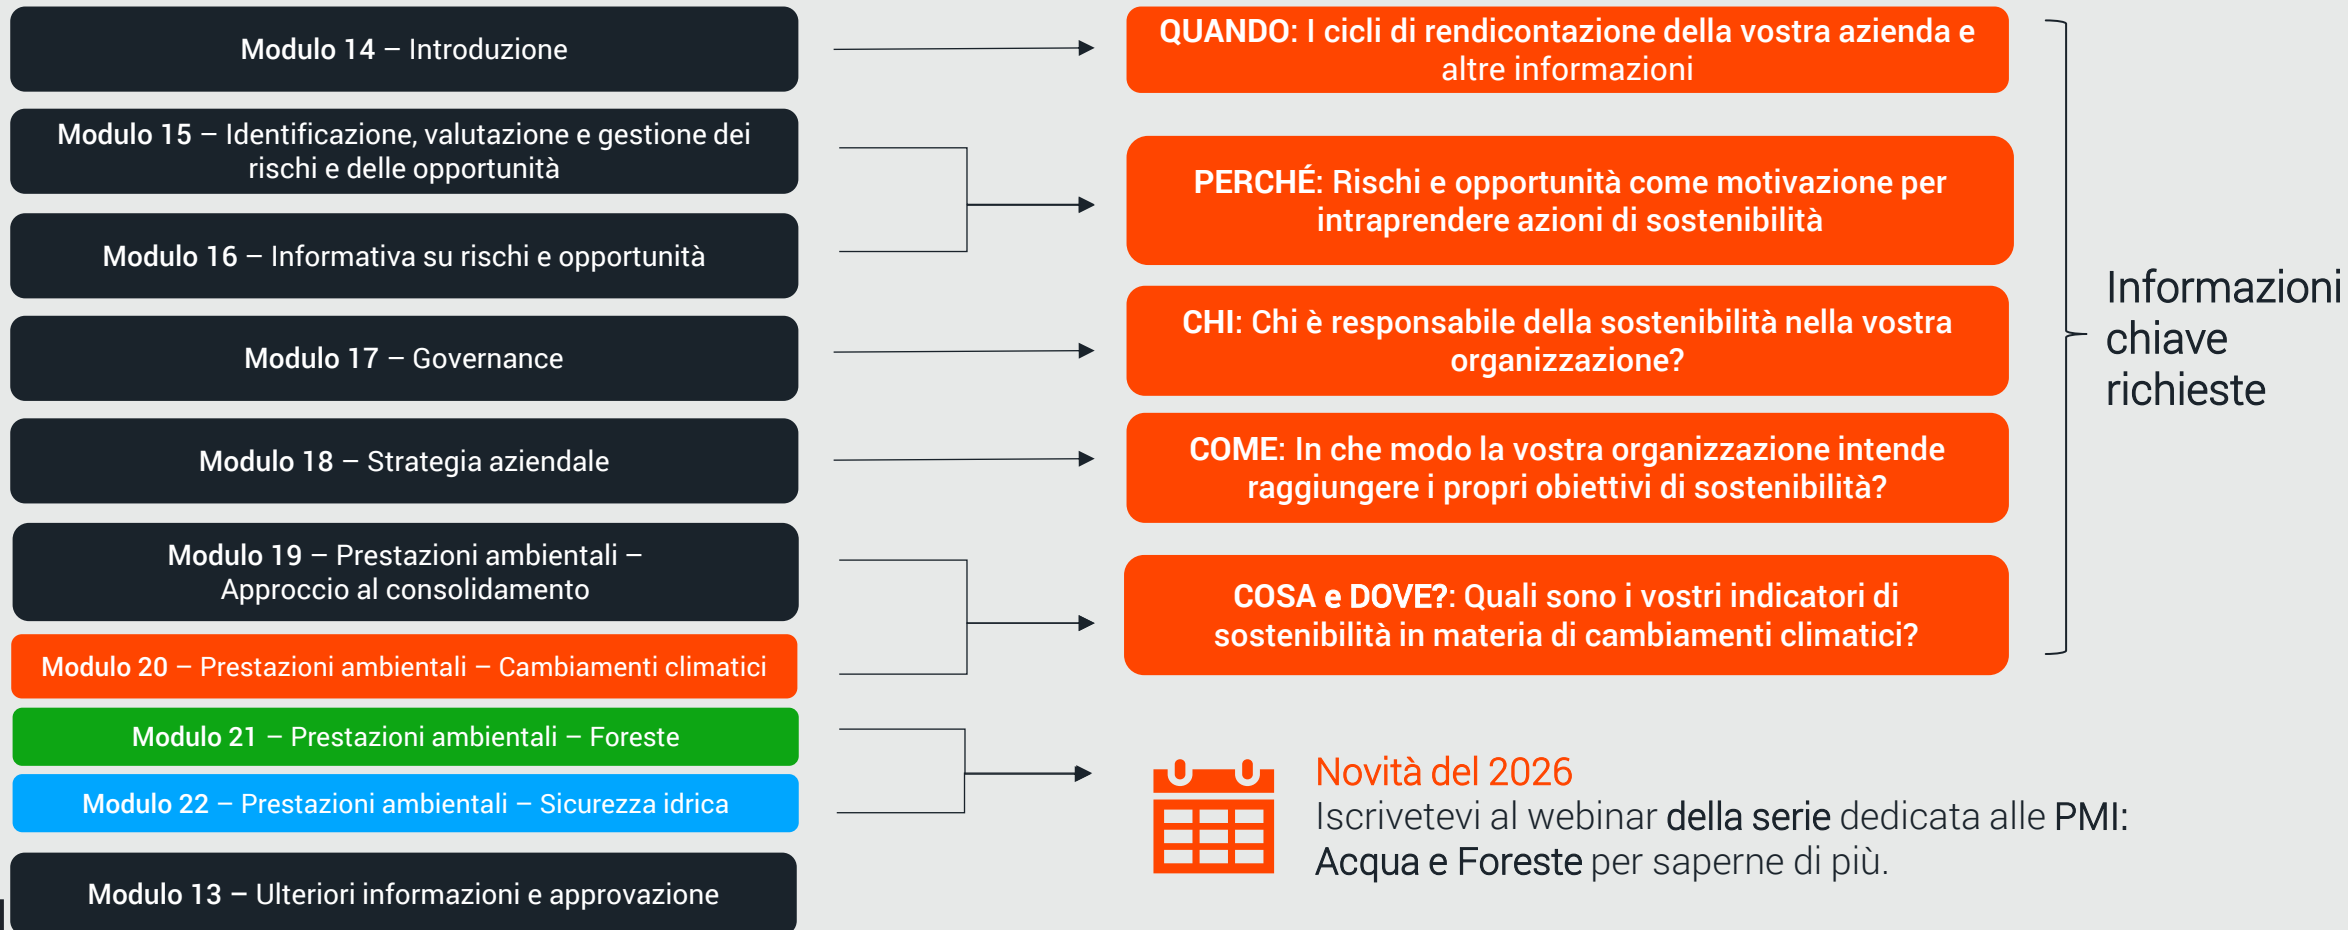 Modulo 14 – Introduzione
QUANDO: I cicli di rendicontazione della vostra azienda e
altre informazioni
Modulo 15 – Identificazione, valutazione e gestione dei
rischi e delle opportunità
Modulo 16 – Informativa su rischi e opportunità
PERCHÉ: Rischi e opportunità come motivazione per
intraprendere azioni di sostenibilità
Modulo 17 – Governance
CHI: Chi è responsabile della sostenibilità nella vostra
organizzazione?
Modulo 18 – Strategia aziendale
COME: In che modo la vostra organizzazione intende
raggiungere i propri obiettivi di sostenibilità?
Modulo 19 – Prestazioni ambientali –
Approccio al consolidamento
Modulo 20 – Prestazioni ambientali – Cambiamenti climatici
COSA e DOVE?: Quali sono i vostri indicatori di
sostenibilità in materia di cambiamenti climatici?
Informazioni
chiave
richieste
Modulo 21 – Prestazioni ambientali – Foreste
Modulo 22 – Prestazioni ambientali – Sicurezza idrica
Novità del 2026
Iscrivetevi al webinar della serie dedicata alle PMI:
Acqua e Foreste per saperne di più.
Modulo 13 – Ulteriori informazioni e approvazione